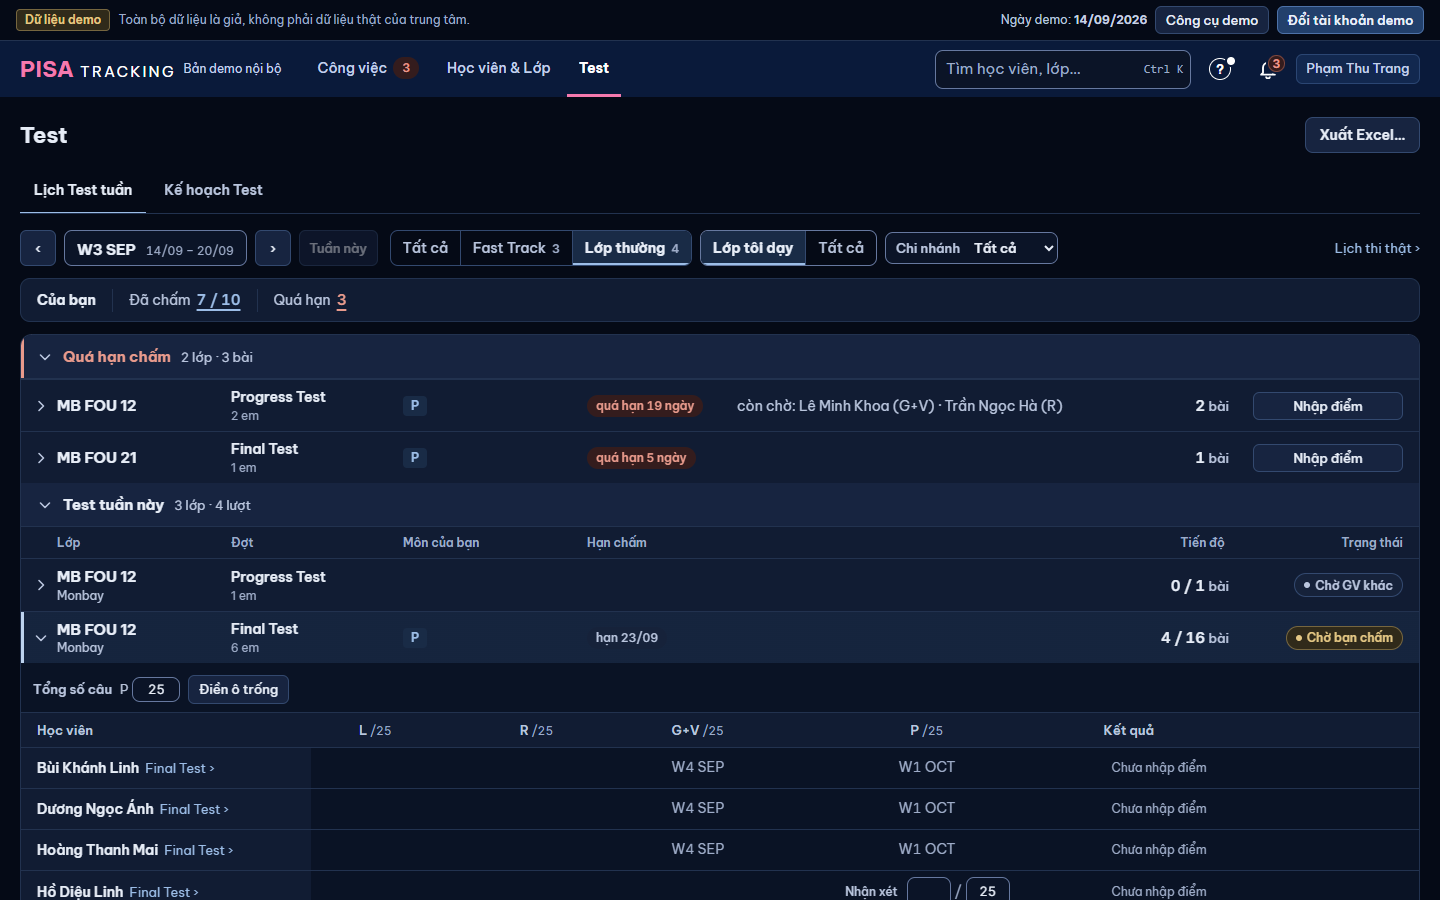 Dữ liệu demo Toàn bộ dữ liệu là giả, không phải dữ liệu thật của trung tâm. Ngày demo: 14/09/2026 Công cụ demo Đổi tài khoản demo
PISA TRACKING Bản demo nội bộ Công việc 3 Học viên & Lớp Test Tìm học viên, lớp... Ctrl K ? 3 Phạm Thu Trang
Test Xuất Excel...
Lịch Test tuần Kế hoạch Test
‹ W3 SEP 14/09 – 20/09 › Tuần này Tất cả Fast Track 3 Lớp thường 4 Lớp tôi dạy Tất cả Chi nhánh Tất cả Lịch thi thật ›
Của bạn Đã chấm 7 / 10 Quá hạn 3
Quá hạn chấm 2 lớp · 3 bài
MB FOU 12 Progress Test P quá hạn 19 ngày còn chờ: Lê Minh Khoa (G+V) · Trần Ngọc Hà (R) 2 bài Nhập điểm
2 em
MB FOU 21 Final Test P quá hạn 5 ngày 1 bài Nhập điểm
1 em
Test tuần này 3 lớp · 4 lượt
Lớp Đợt Môn của bạn Hạn chấm Tiến độ Trạng thái
MB FOU 12 Progress Test 0 / 1 bài Chờ GV khác
Monbay 1 em
MB FOU 12 Final Test P hạn 23/09 4 / 16 bài Chờ bạn chấm
Monbay 6 em
Tổng số câu P 25 Điền ô trống
Học viên L /25 R /25 G+V /25 P /25 Kết quả
Bùi Khánh Linh Final Test › W4 SEP W1 OCT Chưa nhập điểm
Dương Ngọc Ánh Final Test › W4 SEP W1 OCT Chưa nhập điểm
Hoàng Thanh Mai Final Test › W4 SEP W1 OCT Chưa nhập điểm
Hồ Diệu Linh Final Test › Nhận xét / 25 Chưa nhập điểm